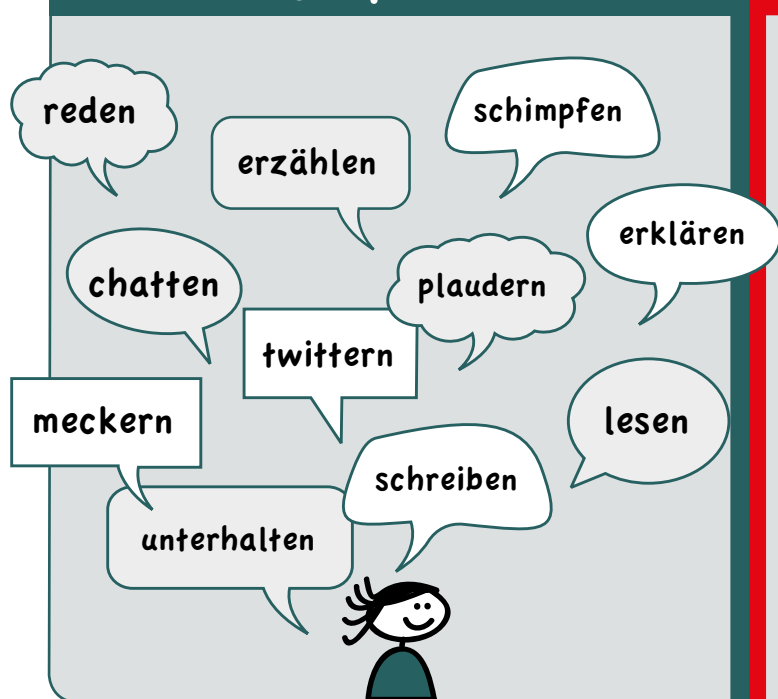 reden
schimpfen
erzählen
erklären
chatten
plaudern
twittern
meckern
lesen
schreiben
unterhalten